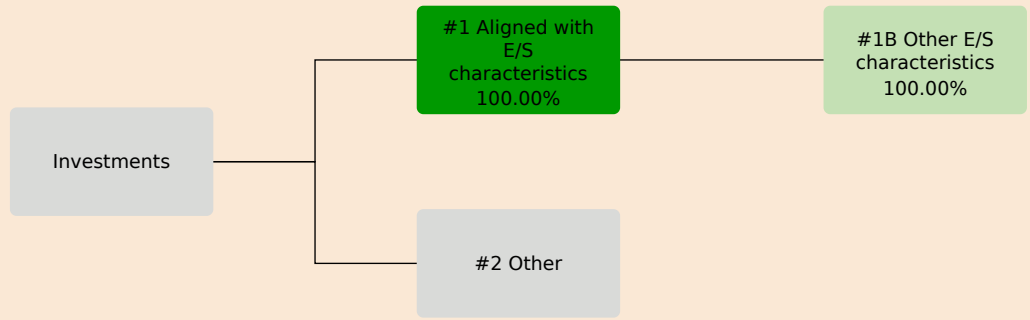 #1 Aligned with
E/S
characteristics
100.00%
#1B Other E/S
characteristics
100.00%
Investments
#2 Other